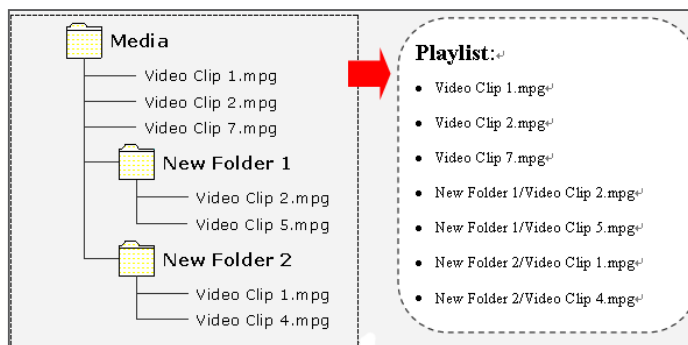 Media
Video Clip 1.mpg
Video Clip 2.mpg
Video Clip 7.mpg
New Folder 1
Video Clip 2.mpg
Video Clip 5.mpg
New Folder 2
Video Clip 1.mpg
Video Clip 4.mpg
Playlist:↵
• Video Clip 1.mpg↵
• Video Clip 2.mpg↵
• Video Clip 7.mpg↵
• New Folder 1/Video Clip 2.mpg↵
• New Folder 1/Video Clip 5.mpg↵
• New Folder 2/Video Clip 1.mpg↵
• New Folder 2/Video Clip 4.mpg↵